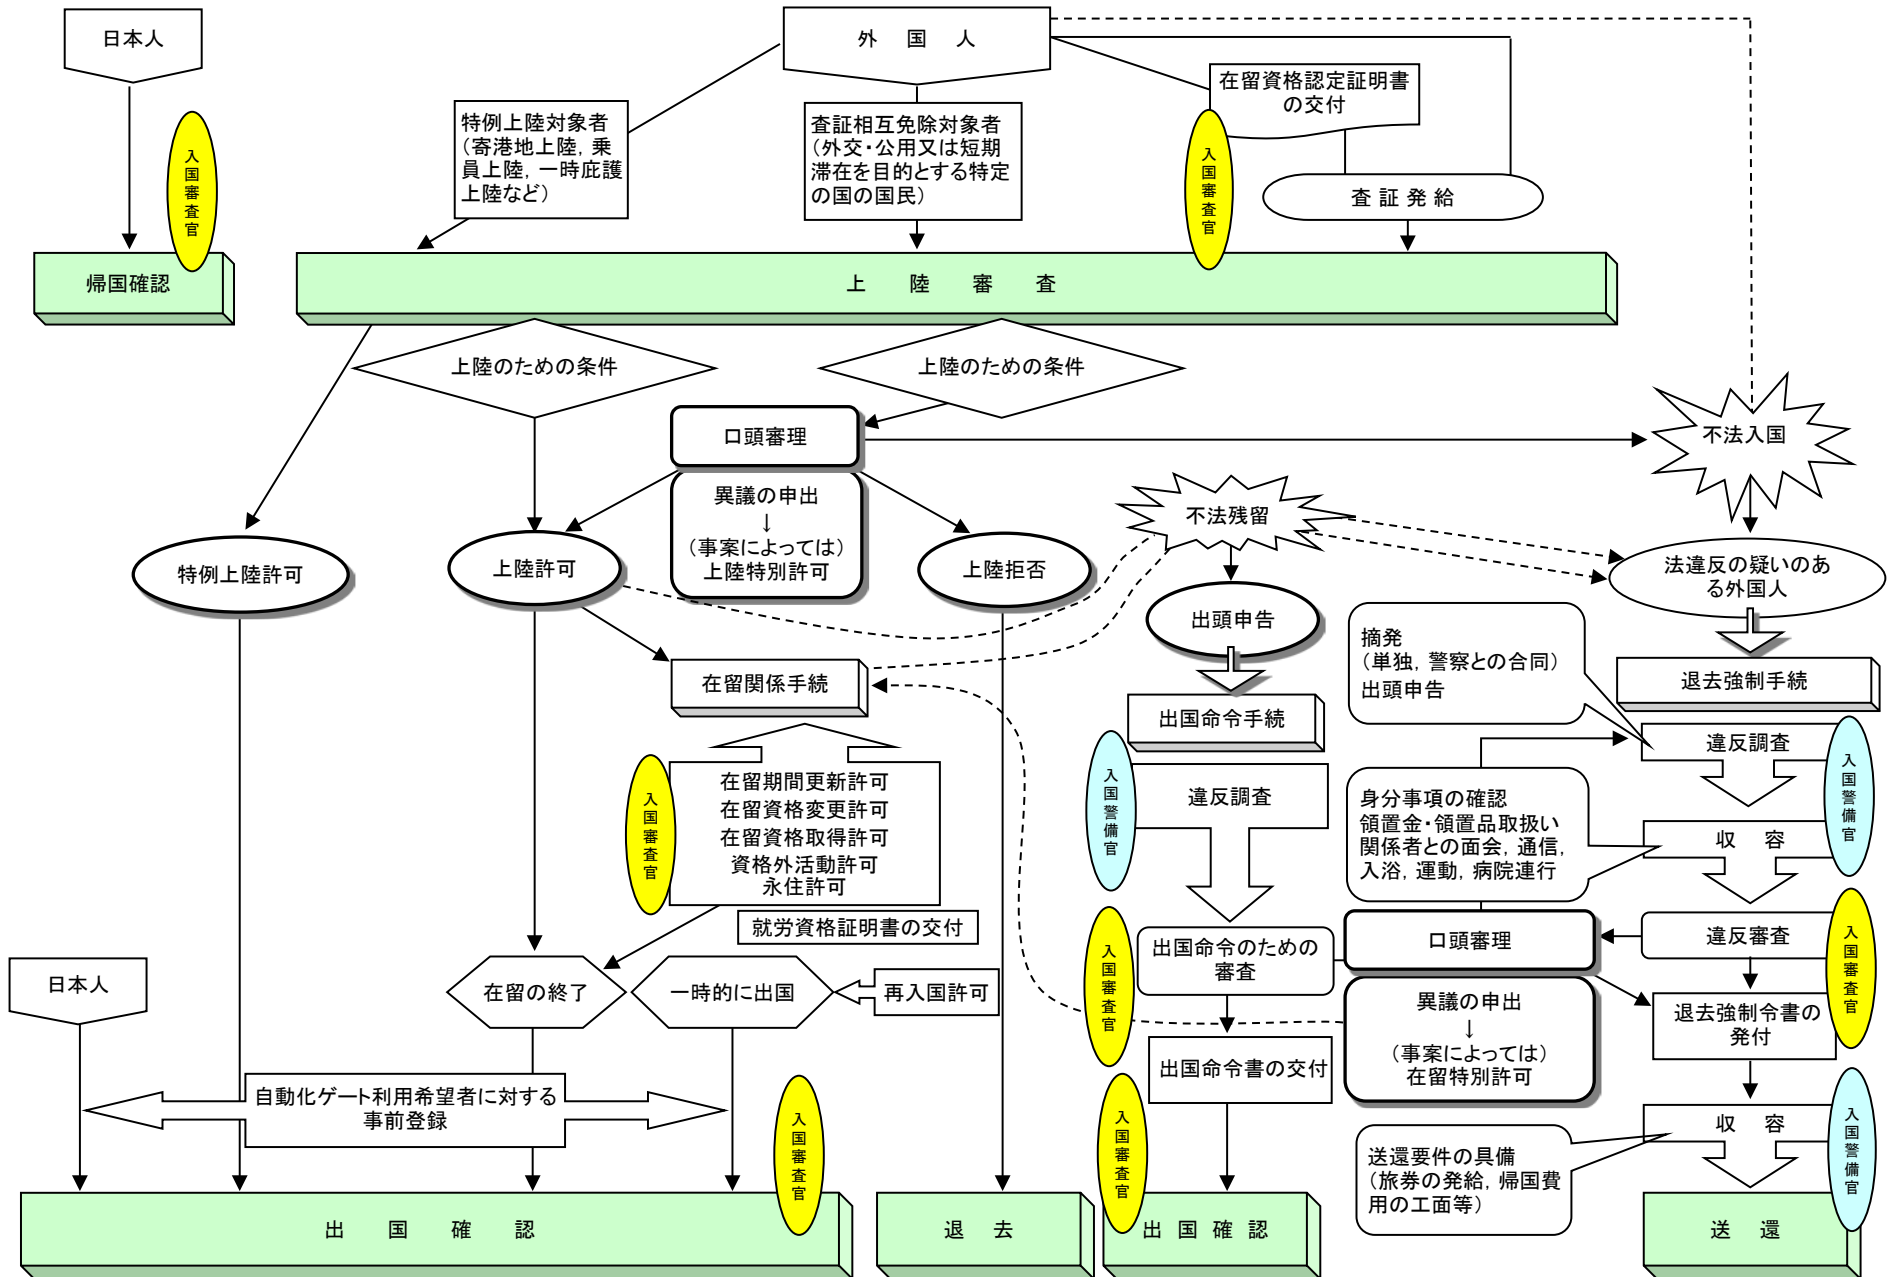 日本人
外　国　人
在留資格認定証明書
の交付
特例上陸対象者
（寄港地上陸，乗
員上陸，一時庇護
上陸など）
査証相互免除対象者
（外交・公用又は短期
滞在を目的とする特定
の国の国民）
入国審査官
入国審査官
査 証 発 給
帰国確認
上　陸　審　査
上陸のための条件
上陸のための条件
口頭審理
不法入国
異議の申出
↓
（事案によっては）
上陸特別許可
不法残留
特例上陸許可
上陸許可
上陸拒否
法違反の疑いのあ
る外国人
出頭申告
摘発
（単独，警察との合同）
出頭申告
在留関係手続
退去強制手続
出国命令手続
違反調査
入国警備官
入国警備官
在留期間更新許可
在留資格変更許可
在留資格取得許可
資格外活動許可
永住許可
入国審査官
違反調査
身分事項の確認
領置金・領置品取扱い
関係者との面会，通信，
入浴，運動，病院連行
収　容
就労資格証明書の交付
入国審査官
出国命令のための
審査
口頭審理
違反審査
入国審査官
日本人
在留の終了
一時的に出国
再入国許可
異議の申出
↓
（事案によっては）
在留特別許可
退去強制令書の
発付
出国命令書の交付
自動化ゲート利用希望者に対する
事前登録
入国審査官
入国審査官
収　容
入国警備官
送還要件の具備
（旅券の発給，帰国費
用の工面等）
出　国　確　認
退　去
出 国 確 認
送　還